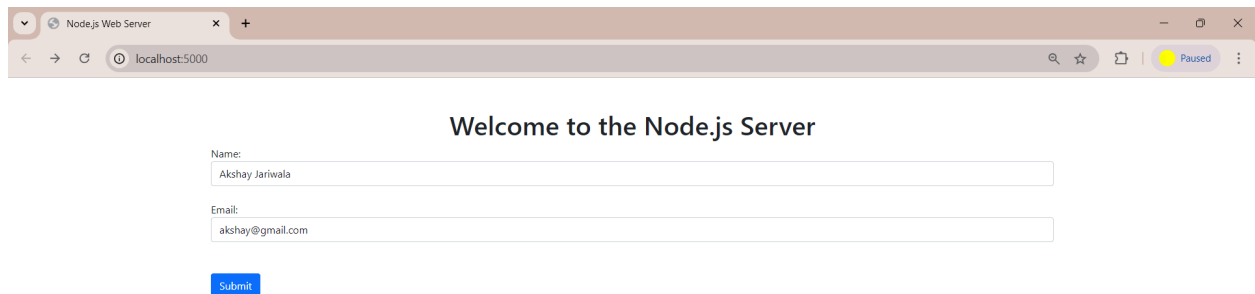 Node.js Web Server
localhost:5000
Paused
Welcome to the Node.js Server
Name:
Akshay Jariwala
Email:
akshay@gmail.com
Submit